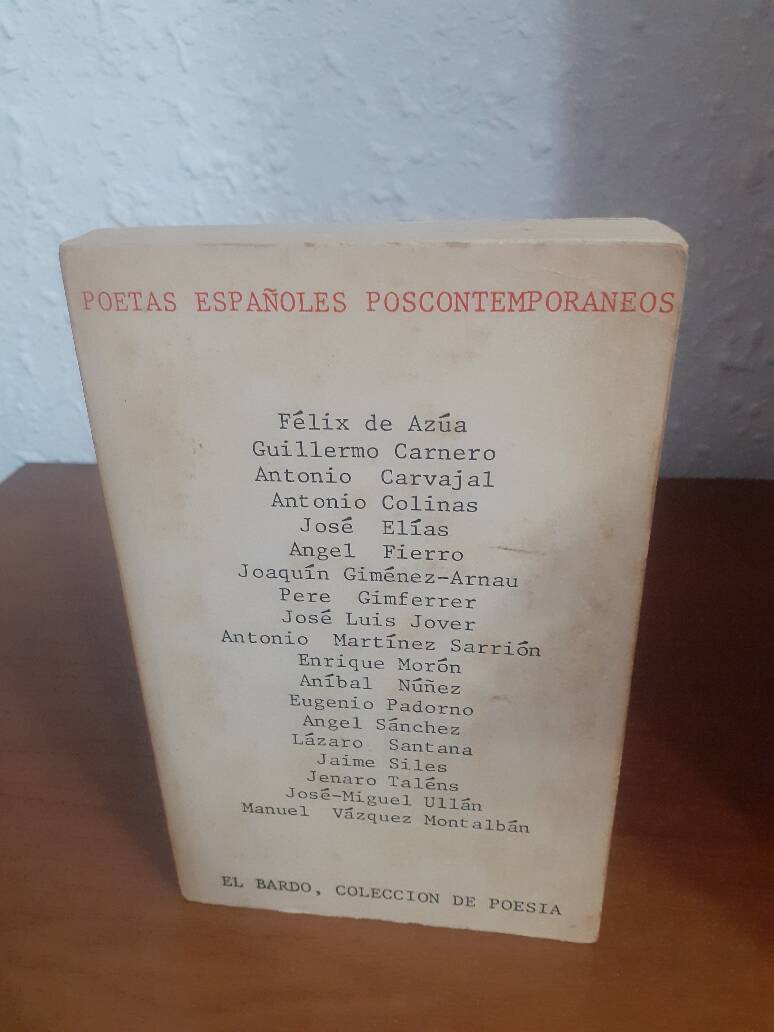 POETAS ESPAÑOLES POSCONTEMPORANEOS
Félix de Azúa
Guillermo Carnero
Antonio Carvajal
Antonio Colinas
José Elías
Angel Fierro
Joaquín Giménez-Arnau
Pere Gimferrer
José Luis Jover
Antonio Martínez Sarrión
Enrique Morón
Aníbal Núñez
Eugenio Padorno
Angel Sánchez
Lázaro Santana
Jaime Siles
Jenaro Taléns
José-Miguel Ullán
Manuel Vázquez Montalbán
EL BARDO, COLECCION DE POESIA